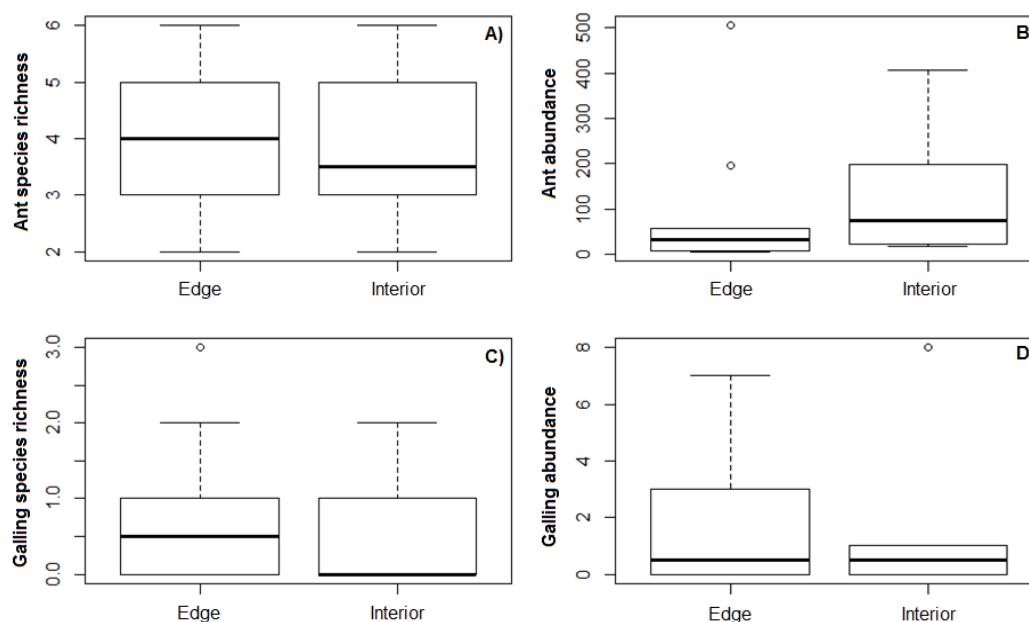 Ant species richness
6
5
4
3
2
A)
Edge
Interior
Ant abundance
500
400
300
200
100
0
B
Edge
Interior
Galling species richness
3.0
2.0
1.0
0.0
C)
Edge
Interior
Galling abundance
8
6
4
2
0
D
Edge
Interior